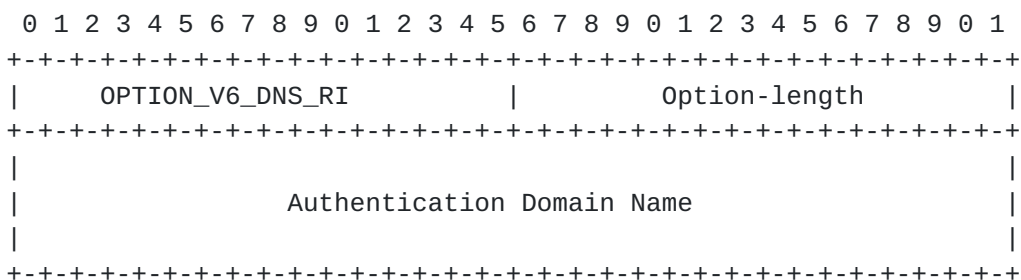 0 1 2 3 4 5 6 7 8 9 0 1 2 3 4 5 6 7 8 9 0 1 2 3 4 5 6 7 8 9 0 1
+-+-+-+-+-+-+-+-+-+-+-+-+-+-+-+-+-+-+-+-+-+-+-+-+-+-+-+-+-+-+-+-+
|     OPTION_V6_DNS_RI          |         Option-length         |
+-+-+-+-+-+-+-+-+-+-+-+-+-+-+-+-+-+-+-+-+-+-+-+-+-+-+-+-+-+-+-+-+
|                                                               |
|                 Authentication Domain Name                    |
|                                                               |
+-+-+-+-+-+-+-+-+-+-+-+-+-+-+-+-+-+-+-+-+-+-+-+-+-+-+-+-+-+-+-+-+